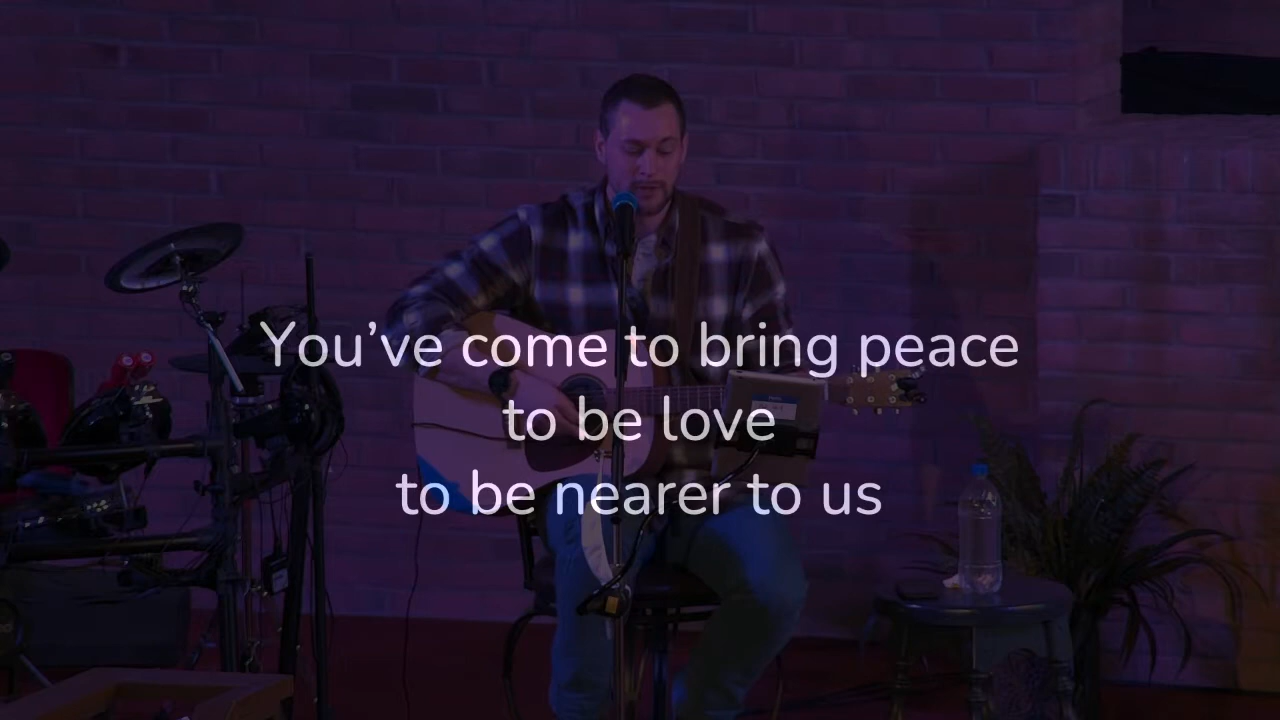 You’ve come to bring peace
to be love
to be nearer to us